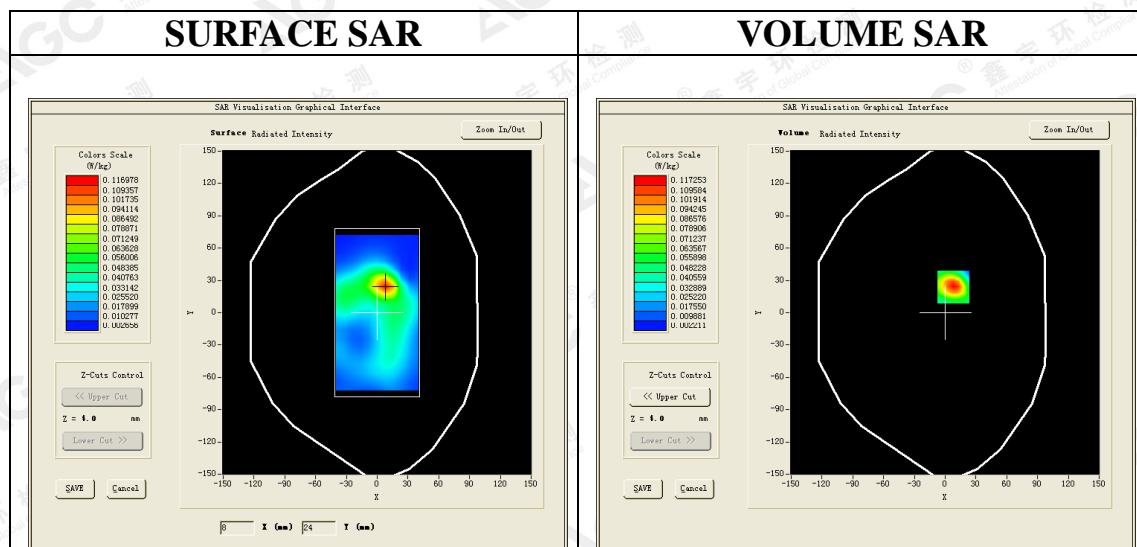 SURFACE SAR
VOLUME SAR
SAR Visualisation Graphical Interface
Surface Radiated Intensity
Zoom In/Out
Colors Scale
(W/kg)
0.116978
0.109357
0.101735
0.094114
0.086492
0.078871
0.071249
0.063628
0.056006
0.048385
0.040763
0.033142
0.025520
0.017899
0.010277
0.002656
150
120
90
60
30
0
-30
-60
-90
-120
-150
Y
-150 -120 -90 -60 -30 0 30 60 90 120 150
X
Z-Cuts Control
<< Upper Cut
Z = 4.0 mm
Lower Cut >>
SAVE Cancel
8 X (mm) 24 Y (mm)
SAR Visualisation Graphical Interface
Volume Radiated Intensity
Zoom In/Out
Colors Scale
(W/kg)
0.117253
0.109584
0.101914
0.094245
0.086576
0.078906
0.071237
0.063567
0.055898
0.048228
0.040559
0.032889
0.025220
0.017550
0.009881
0.002211
150
120
90
60
30
0
-30
-60
-90
-120
-150
Y
-150 -120 -90 -60 -30 0 30 60 90 120 150
X
Z-Cuts Control
<< Upper Cut
Z = 4.0 mm
Lower Cut >>
SAVE Cancel